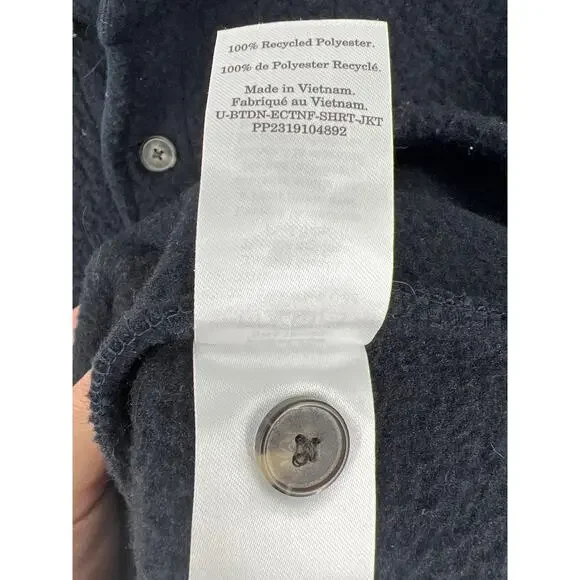 100% Recycled Polyester.
100% de Polyester Recyclé.
Made in Vietnam.
Fabriqué au Vietnam.
U-BTDN-ECTNF-SHRT-JKT
PP2319104892